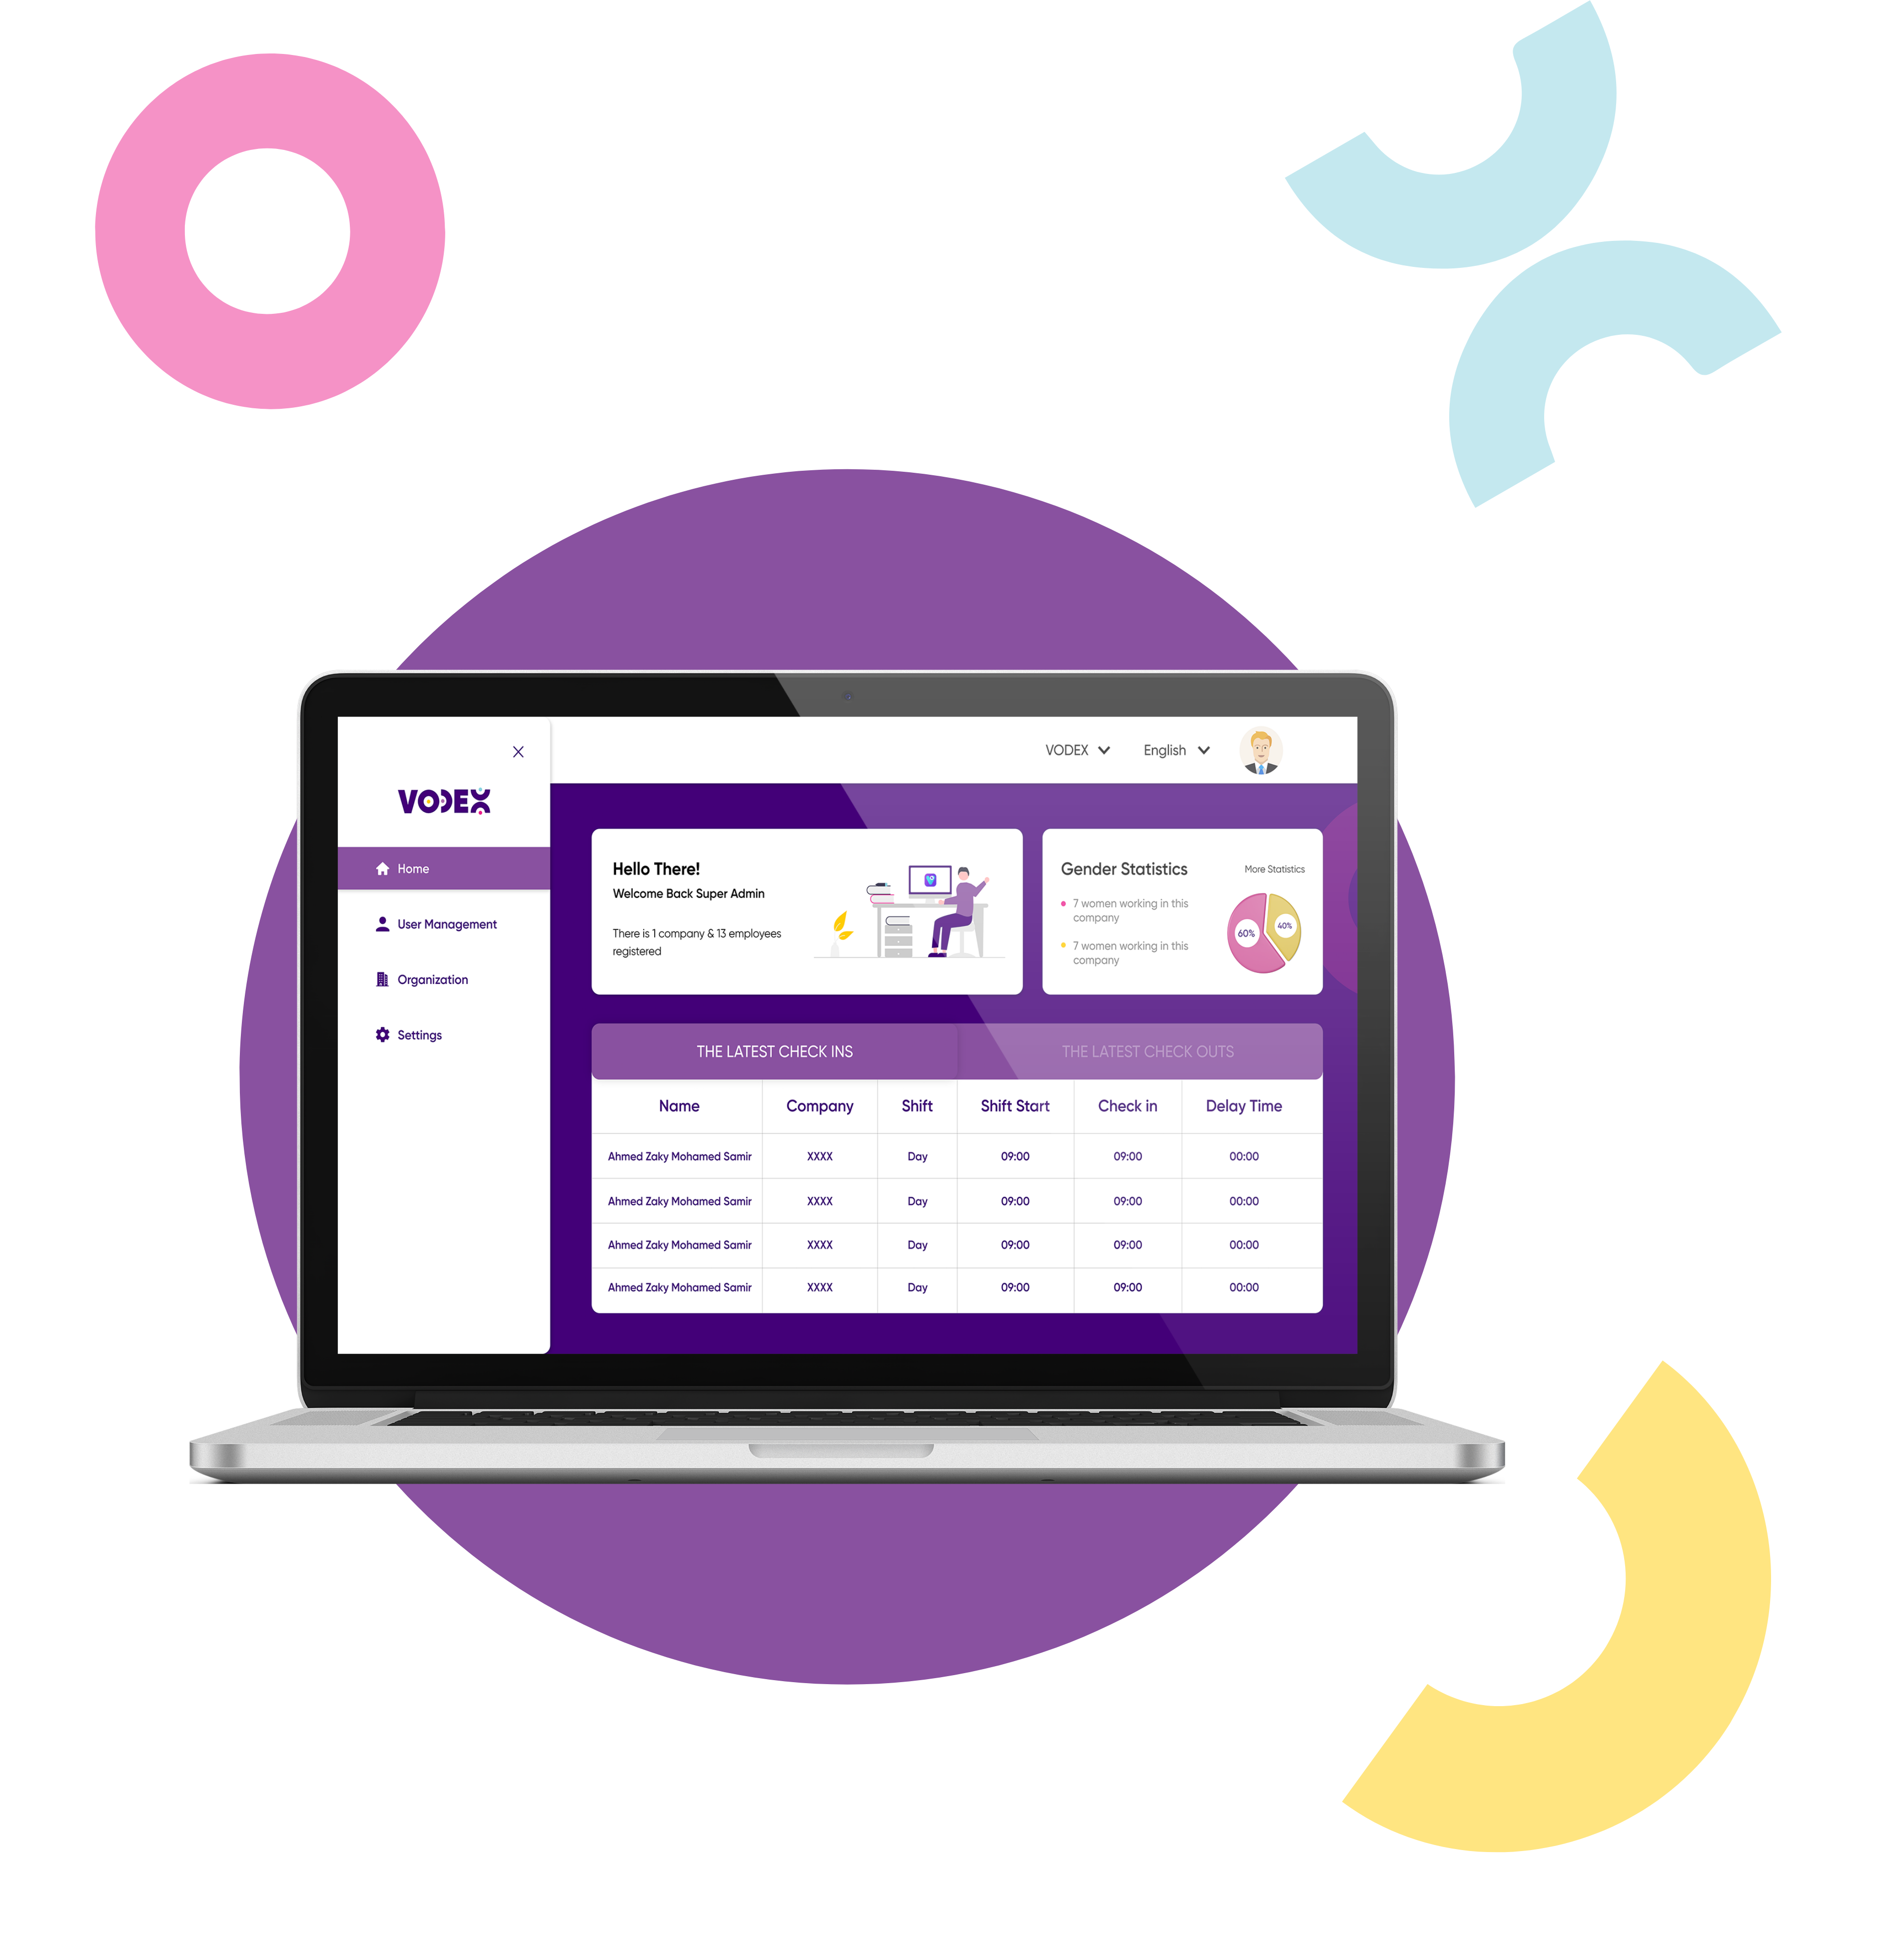 VODEX
English
VODEX
Home
User Management
Organization
Settings
Hello There!
Welcome Back Super Admin
There is 1 company & 13 employees
registered
Gender Statistics
More Statistics
7 women working in this
company
7 women working in this
company
60%
40%
THE LATEST CHECK INS
THE LATEST CHECK OUTS
Name Company Shift Shift Start Check in Delay Time
Ahmed Zaky Mohamed Samir XXXX Day 09:00 09:00 00:00
Ahmed Zaky Mohamed Samir XXXX Day 09:00 09:00 00:00
Ahmed Zaky Mohamed Samir XXXX Day 09:00 09:00 00:00
Ahmed Zaky Mohamed Samir XXXX Day 09:00 09:00 00:00